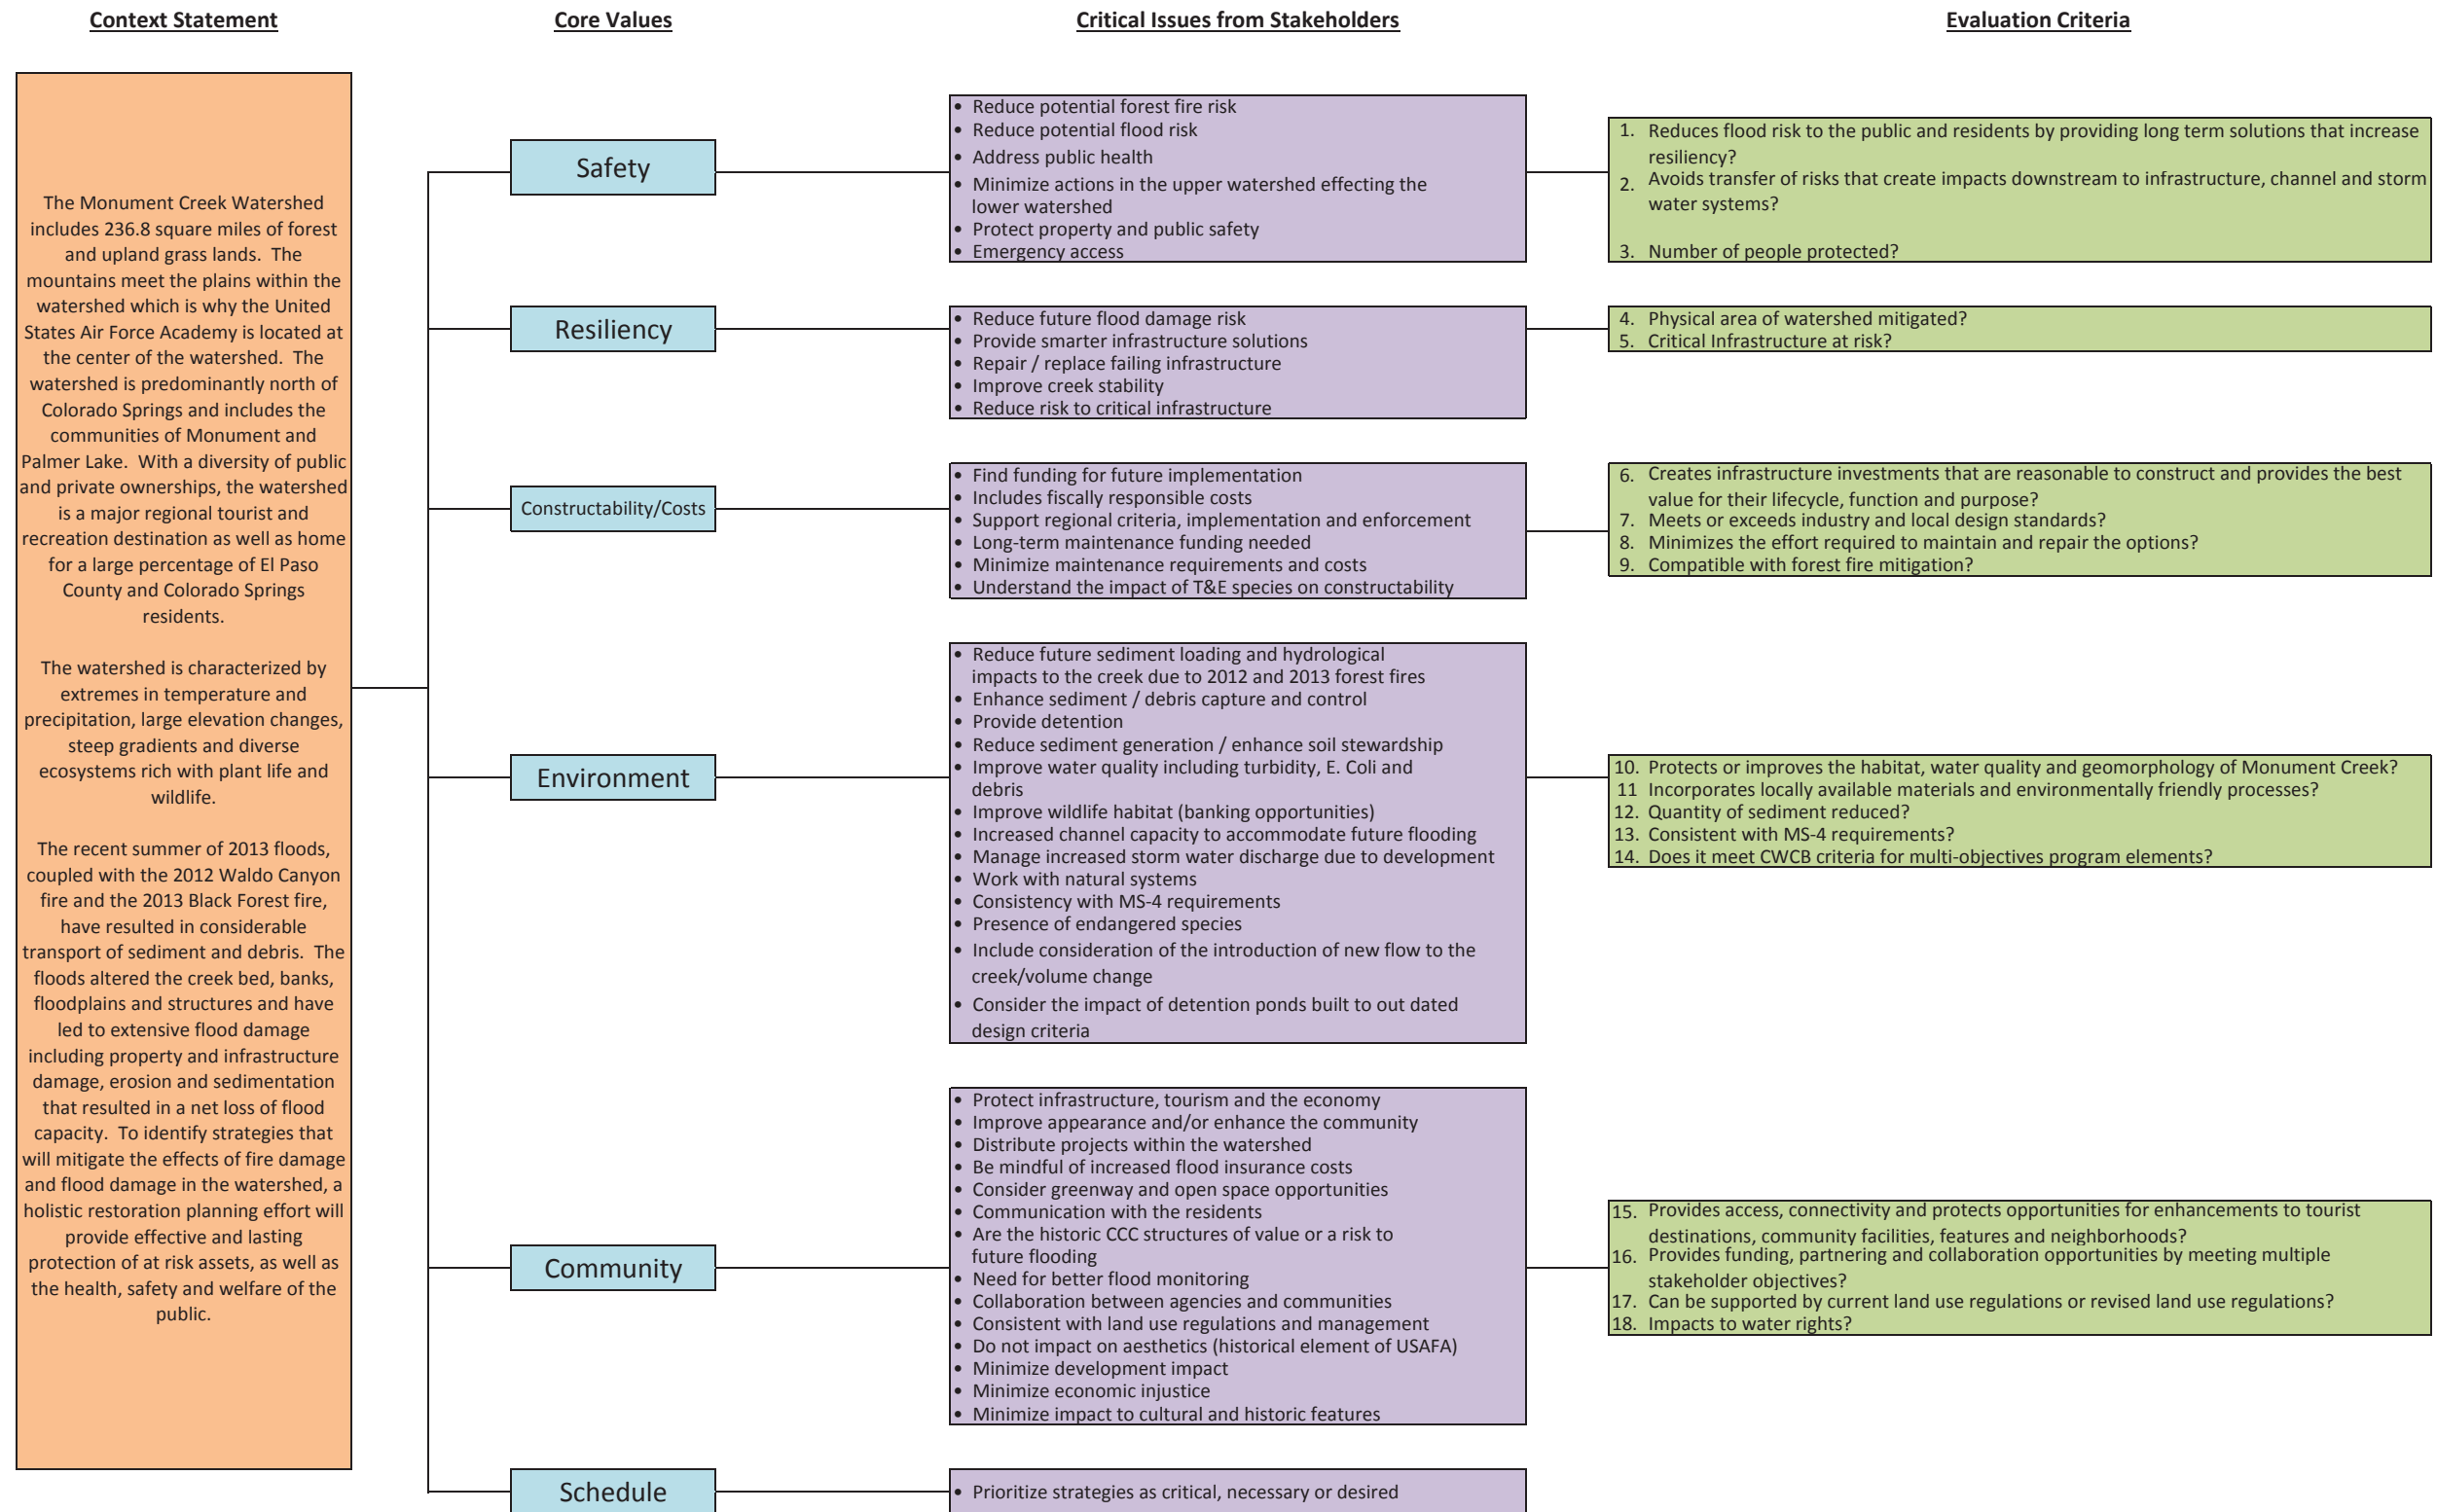 Context Statement
Core Values
Critical Issues from Stakeholders
Evaluation Criteria
The Monument Creek Watershed
includes 236.8 square miles of forest
and upland grass lands. The
mountains meet the plains within the
watershed which is why the United
States Air Force Academy is located at
the center of the watershed. The
watershed is predominantly north of
Colorado Springs and includes the
communities of Monument and
Palmer Lake. With a diversity of public
and private ownerships, the watershed
is a major regional tourist and
recreation destination as well as home
for a large percentage of El Paso
County and Colorado Springs
residents.
The watershed is characterized by
extremes in temperature and
precipitation, large elevation changes,
steep gradients and diverse
ecosystems rich with plant life and
wildlife.
The recent summer of 2013 floods,
coupled with the 2012 Waldo Canyon
fire and the 2013 Black Forest fire,
have resulted in considerable
transport of sediment and debris. The
floods altered the creek bed, banks,
floodplains and structures and have
led to extensive flood damage
including property and infrastructure
damage, erosion and sedimentation
that resulted in a net loss of flood
capacity. To identify strategies that
will mitigate the effects of fire damage
and flood damage in the watershed, a
holistic restoration planning effort will
provide effective and lasting
protection of at risk assets, as well as
the health, safety and welfare of the
public.
Safety
• Reduce potential forest fire risk
• Reduce potential flood risk
• Address public health
• Minimize actions in the upper watershed effecting the
lower watershed
• Protect property and public safety
• Emergency access
1. Reduces flood risk to the public and residents by providing long term solutions that increase
resiliency?
2. Avoids transfer of risks that create impacts downstream to infrastructure, channel and storm
water systems?
3. Number of people protected?
Resiliency
• Reduce future flood damage risk
• Provide smarter infrastructure solutions
• Repair / replace failing infrastructure
• Improve creek stability
• Reduce risk to critical infrastructure
4. Physical area of watershed mitigated?
5. Critical Infrastructure at risk?
Constructability/Costs
• Find funding for future implementation
• Includes fiscally responsible costs
• Support regional criteria, implementation and enforcement
• Long-term maintenance funding needed
• Minimize maintenance requirements and costs
• Understand the impact of T&E species on constructability
6. Creates infrastructure investments that are reasonable to construct and provides the best
value for their lifecycle, function and purpose?
7. Meets or exceeds industry and local design standards?
8. Minimizes the effort required to maintain and repair the options?
9. Compatible with forest fire mitigation?
Environment
• Reduce future sediment loading and hydrological
impacts to the creek due to 2012 and 2013 forest fires
• Enhance sediment / debris capture and control
• Provide detention
• Reduce sediment generation / enhance soil stewardship
• Improve water quality including turbidity, E. Coli and
debris
• Improve wildlife habitat (banking opportunities)
• Increased channel capacity to accommodate future flooding
• Manage increased storm water discharge due to development
• Work with natural systems
• Consistency with MS-4 requirements
• Presence of endangered species
• Include consideration of the introduction of new flow to the
creek/volume change
• Consider the impact of detention ponds built to out dated
design criteria
10. Protects or improves the habitat, water quality and geomorphology of Monument Creek?
11 Incorporates locally available materials and environmentally friendly processes?
12. Quantity of sediment reduced?
13. Consistent with MS-4 requirements?
14. Does it meet CWCB criteria for multi-objectives program elements?
Community
• Protect infrastructure, tourism and the economy
• Improve appearance and/or enhance the community
• Distribute projects within the watershed
• Be mindful of increased flood insurance costs
• Consider greenway and open space opportunities
• Communication with the residents
• Are the historic CCC structures of value or a risk to
future flooding
• Need for better flood monitoring
• Collaboration between agencies and communities
• Consistent with land use regulations and management
• Do not impact on aesthetics (historical element of USAFA)
• Minimize development impact
• Minimize economic injustice
• Minimize impact to cultural and historic features
15. Provides access, connectivity and protects opportunities for enhancements to tourist
destinations, community facilities, features and neighborhoods?
16. Provides funding, partnering and collaboration opportunities by meeting multiple
stakeholder objectives?
17. Can be supported by current land use regulations or revised land use regulations?
18. Impacts to water rights?
Schedule
• Prioritize strategies as critical, necessary or desired